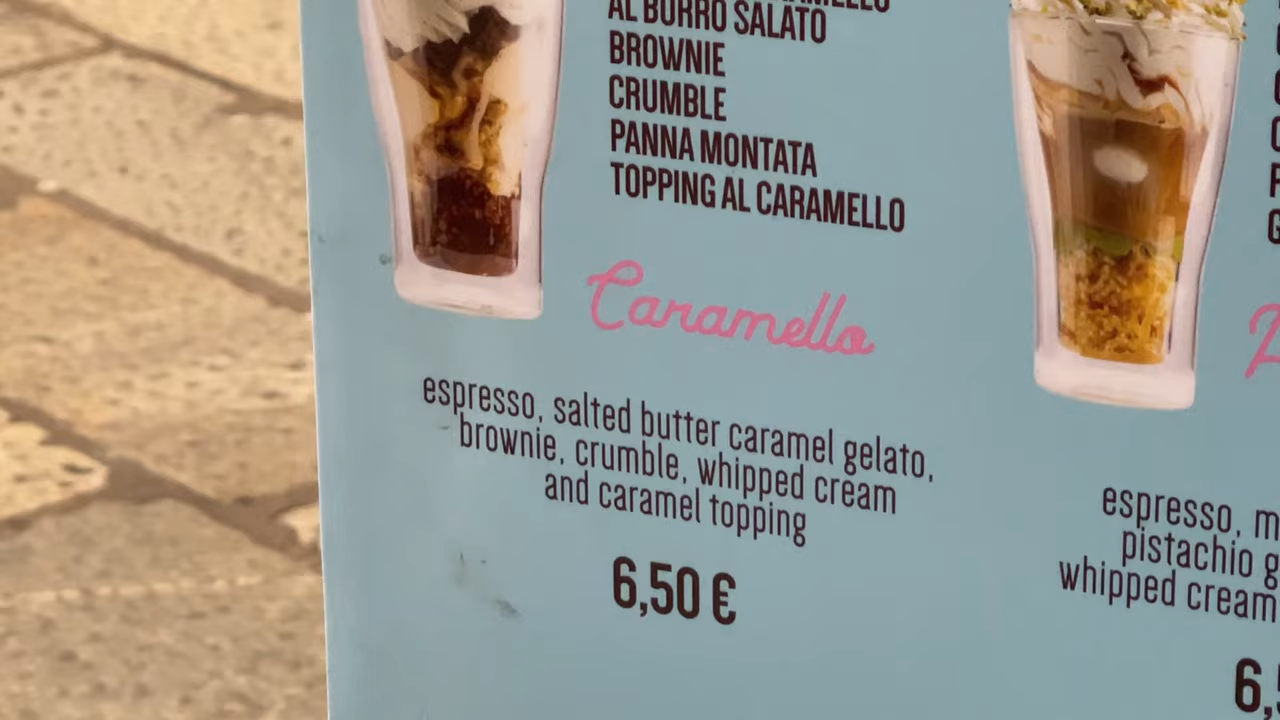 AL BURRO SALATO
BROWNIE
CRUMBLE
PANNA MONTATA
TOPPING AL CARAMELLO
Caramello
espresso, salted butter caramel gelato,
brownie, crumble, whipped cream
and caramel topping
6,50 €
espresso,
pistachio
whipped cream